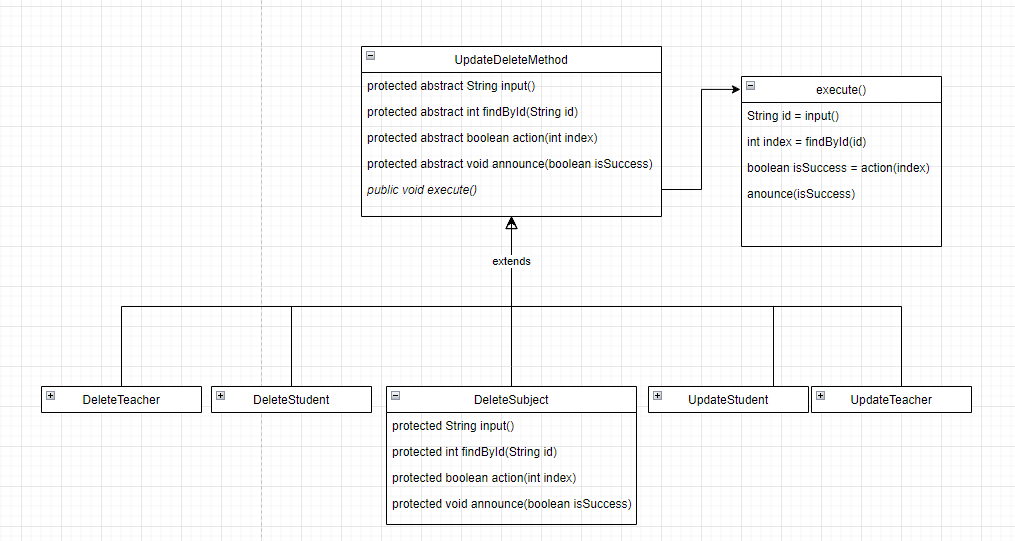 UpdateDeleteMethod
protected abstract String input()
protected abstract int findById(String id)
protected abstract boolean action(int index)
protected abstract void announce(boolean isSuccess)
public void execute()
execute()
String id = input()
int index = findById(id)
boolean isSuccess = action(index)
anounce(isSuccess)
extends
DeleteTeacher
DeleteStudent
DeleteSubject
protected String input()
protected int findById(String id)
protected boolean action(int index)
protected void announce(boolean isSuccess)
UpdateStudent
UpdateTeacher